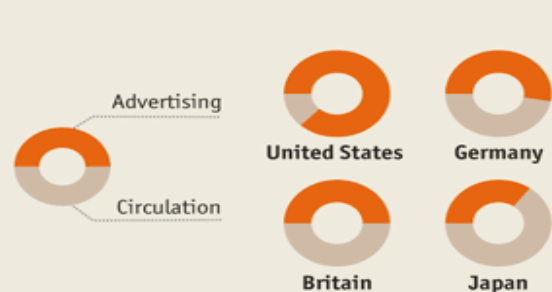 Advertising
Circulation
United States
Germany
Britain
Japan